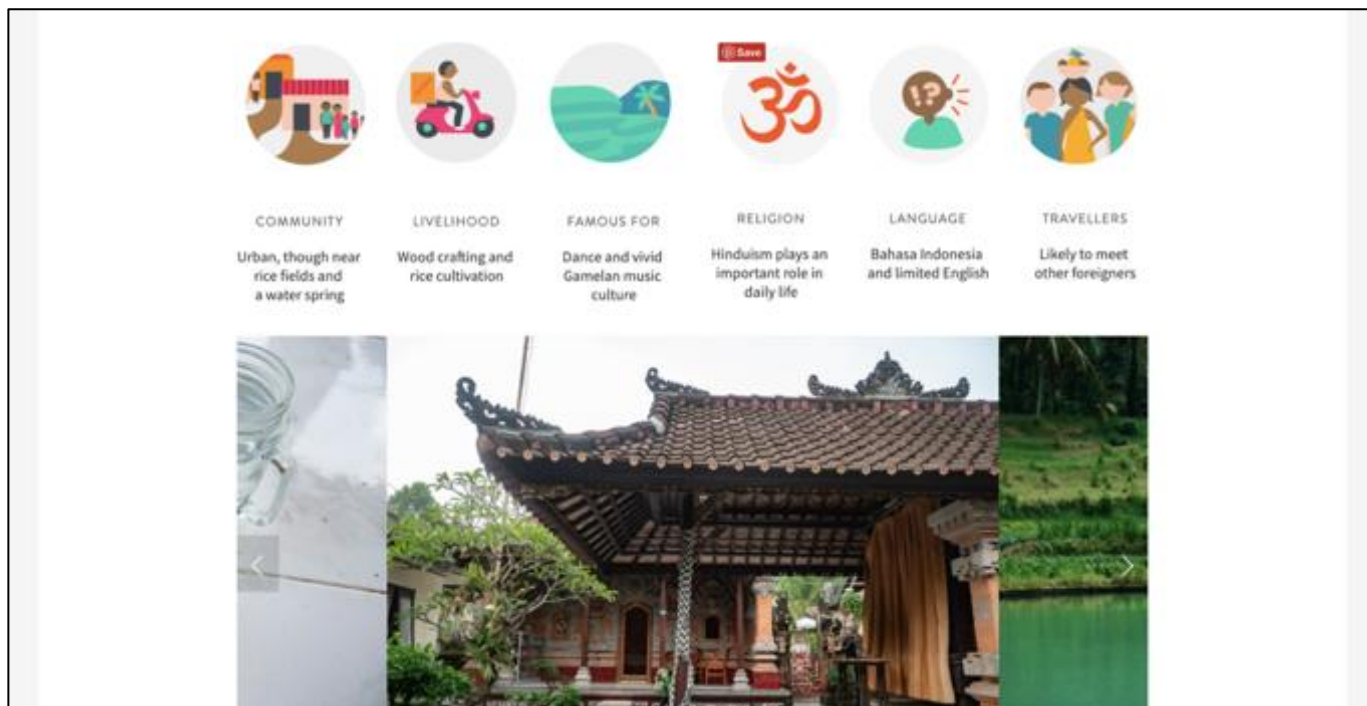 Save
ॐ
COMMUNITY
Urban, though near
rice fields and
a water spring
LIVELIHOOD
Wood crafting and
rice cultivation
FAMOUS FOR
Dance and vivid
Gamelan music
culture
RELIGION
Hinduism plays an
important role in
daily life
LANGUAGE
Bahasa Indonesia
and limited English
!?
TRAVELLERS
Likely to meet
other foreigners